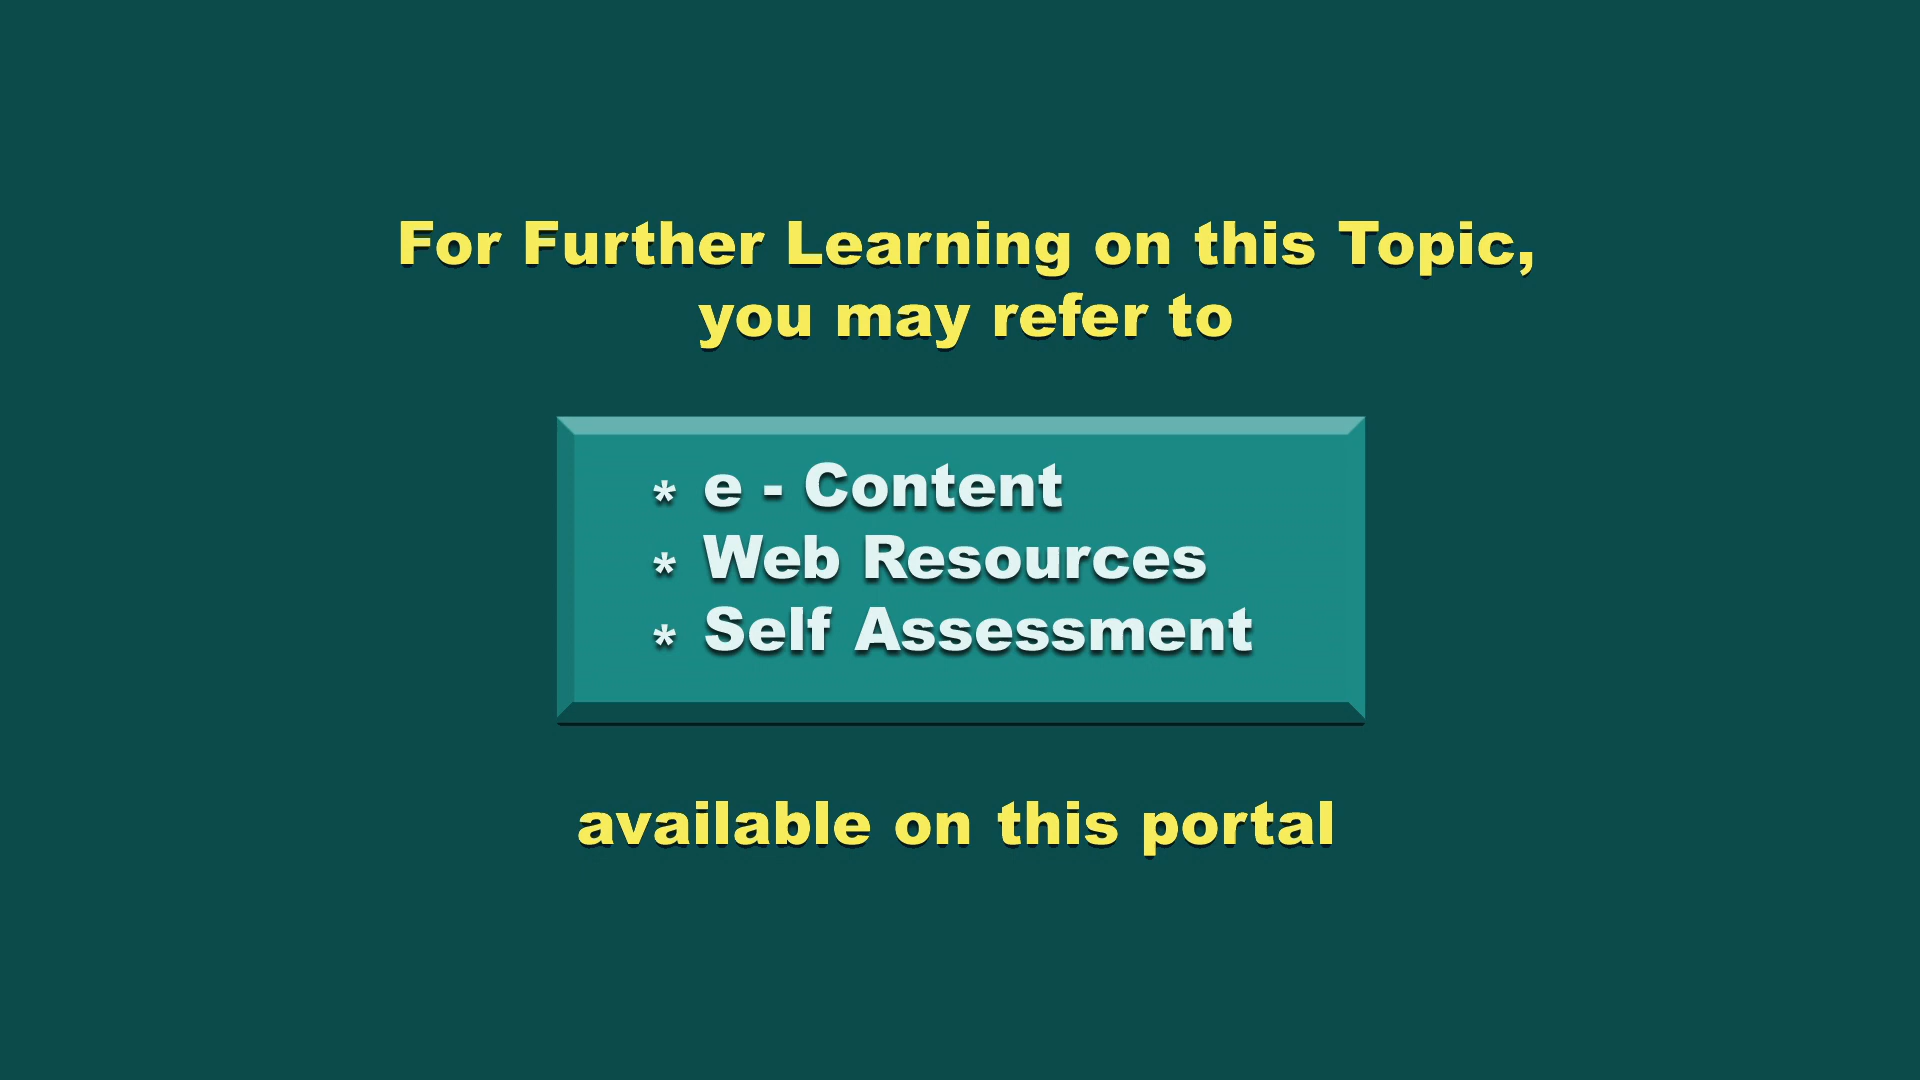 For Further Learning on this Topic,
you may refer to
* e - Content
* Web Resources
* Self Assessment
available on this portal